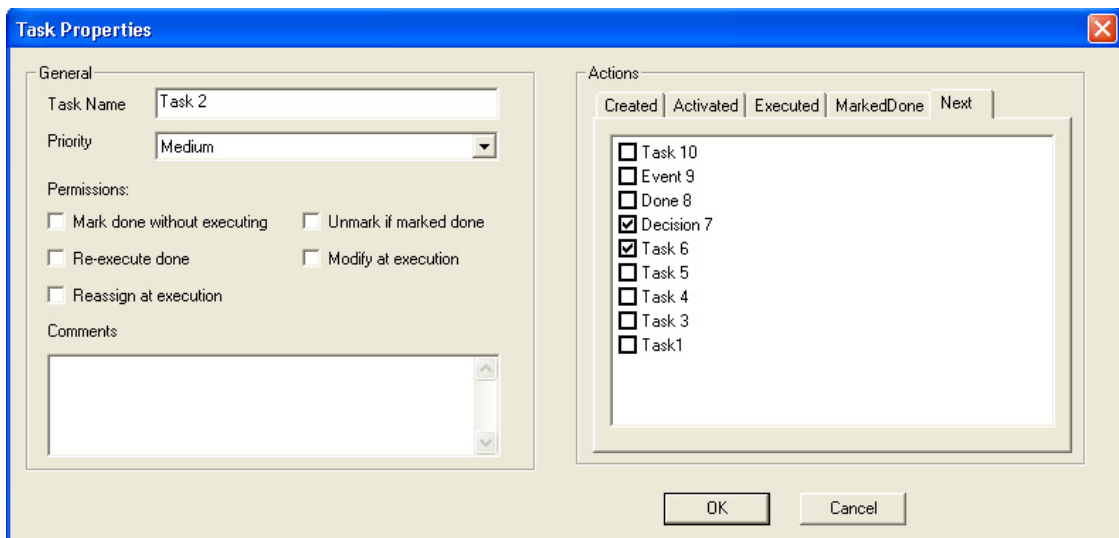 Task Properties
General
Task Name Task 2
Priority Medium
Permissions:
Mark done without executing Unmark if marked done
Re-execute done Modify at execution
Reassign at execution
Comments
Actions
Created Activated Executed MarkedDone Next
Task 10
Event 9
Done 8
Decision 7
Task 6
Task 5
Task 4
Task 3
Task1
OK Cancel